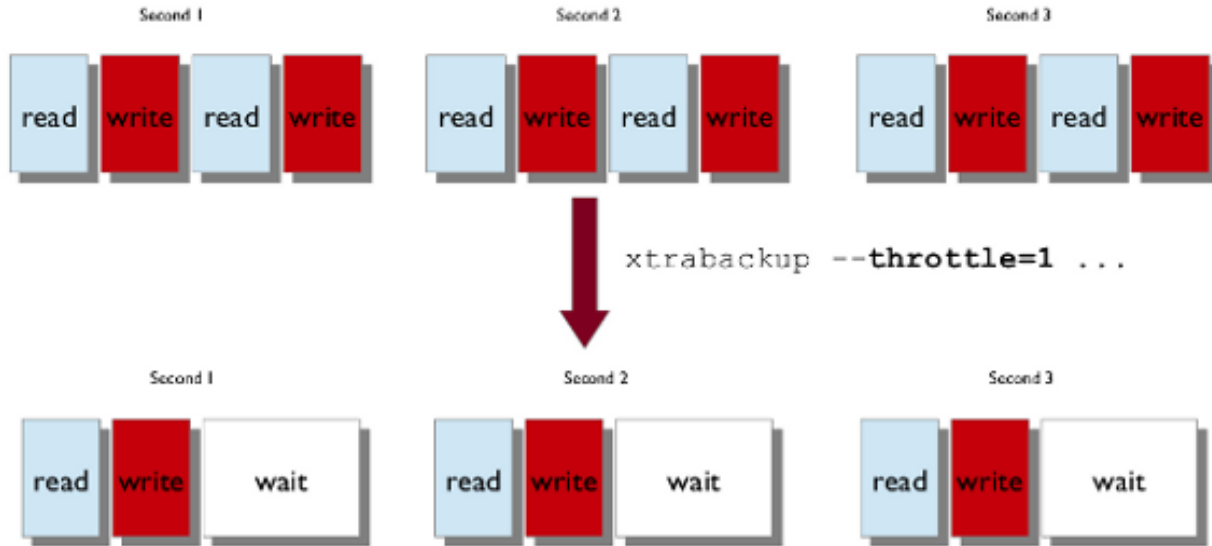 Second 1 Second 2 Second 3
read write read write read write read write read write read write
xtrabackup --throttle=1 ...
Second 1 Second 2 Second 3
read write wait read write wait read write wait